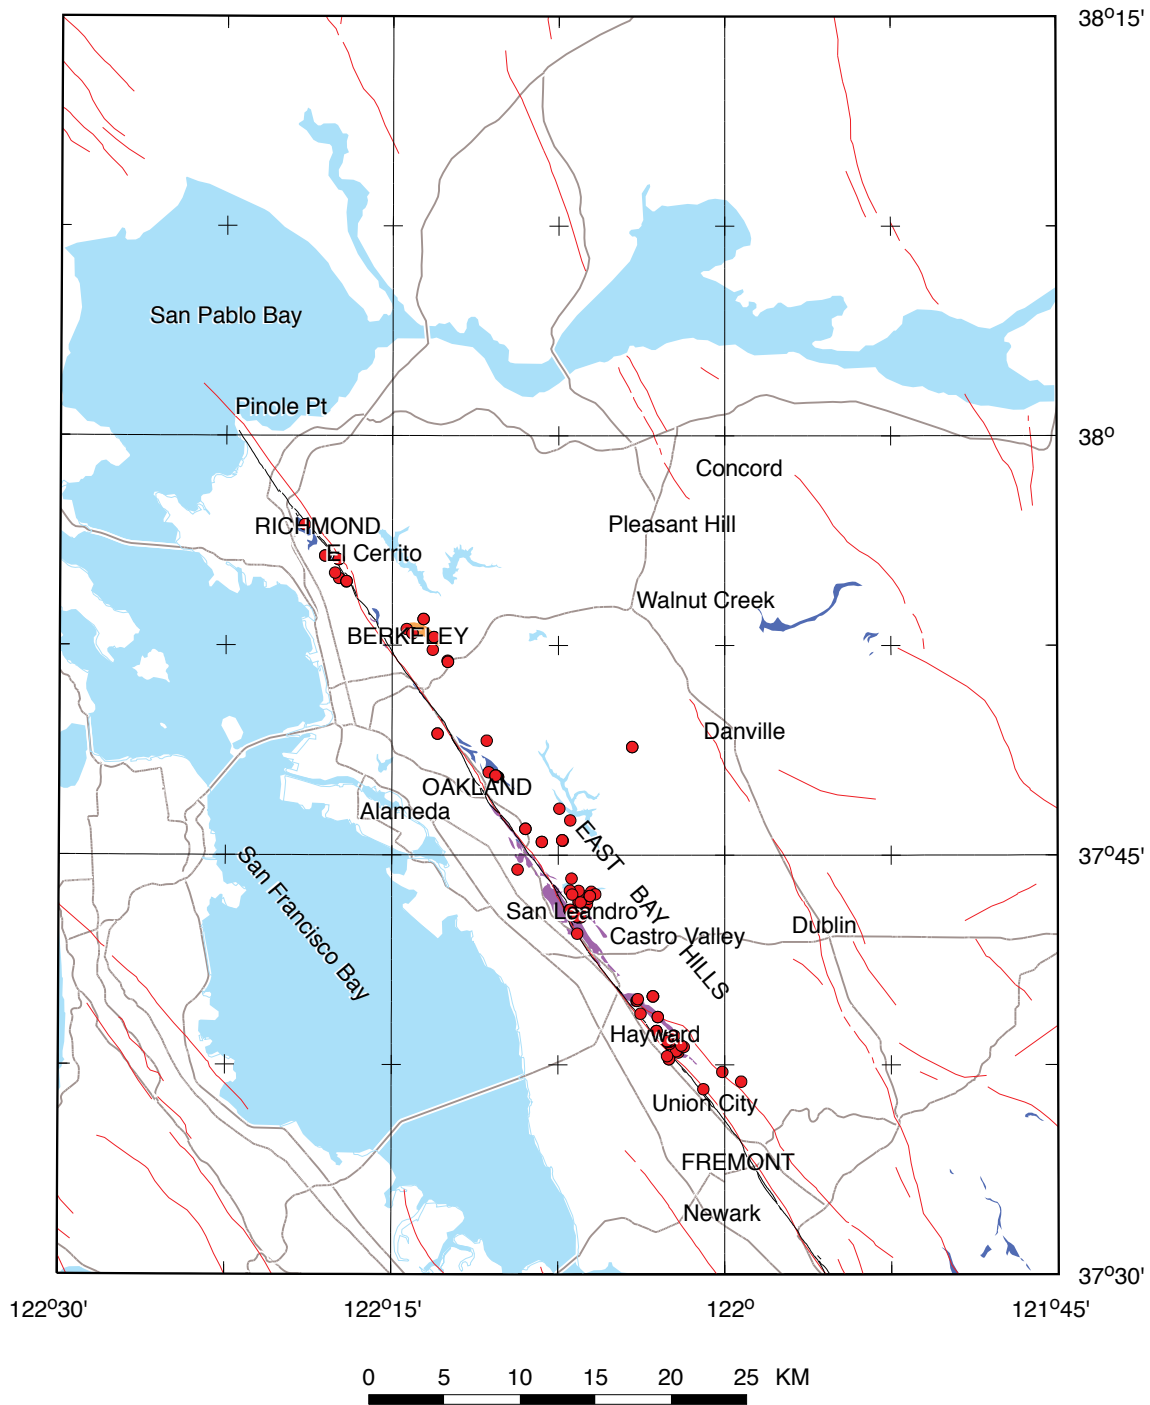 38º15'
San Pablo Bay
Pinole Pt
38º
Concord
RICHMOND
Pleasant Hill
El Cerrito
Walnut Creek
BERKELEY
Danville
OAKLAND
Alameda
EAST BAY HILLS
37º45'
San Francisco Bay
San Leandro
Castro Valley
Dublin
Hayward
Union City
FREMONT
Newark
37º30'
122º30' 122º15' 122º 121º45'
0 5 10 15 20 25 KM